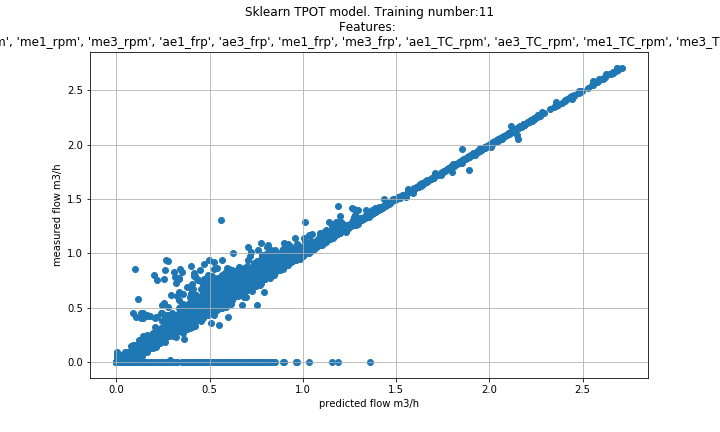 Sklearn TPOT model. Training number:11
Features:
', 'me1_rpm', 'me3_rpm', 'ae1_frp', 'ae3_frp', 'me1_frp', 'me3_frp', 'ae1_TC_rpm', 'ae3_TC_rpm', 'me1_TC_rpm', 'me3_T
measured flow m3/h
2.5
2.0
1.5
1.0
0.5
0.0
0.0 0.5 1.0 1.5 2.0 2.5
predicted flow m3/h